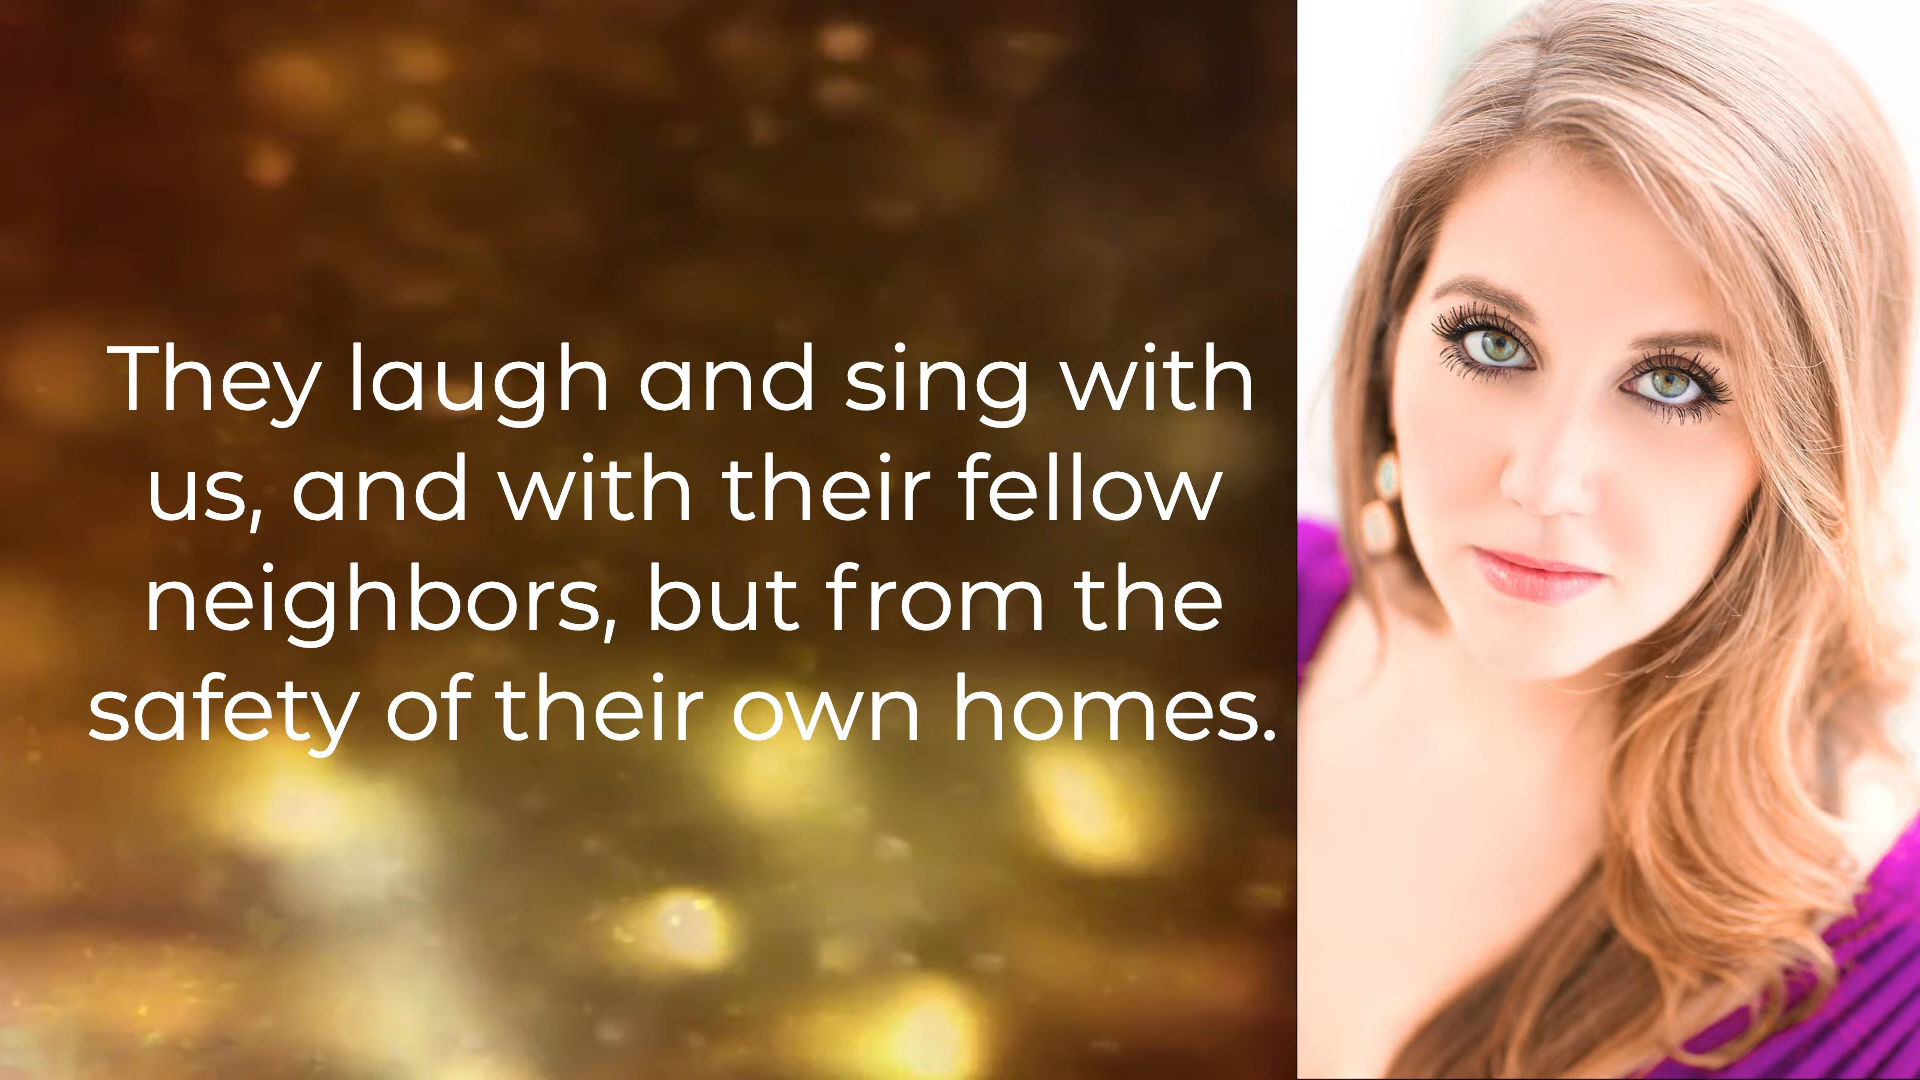 They laugh and sing with
us, and with their fellow
neighbors, but from the
safety of their own homes.